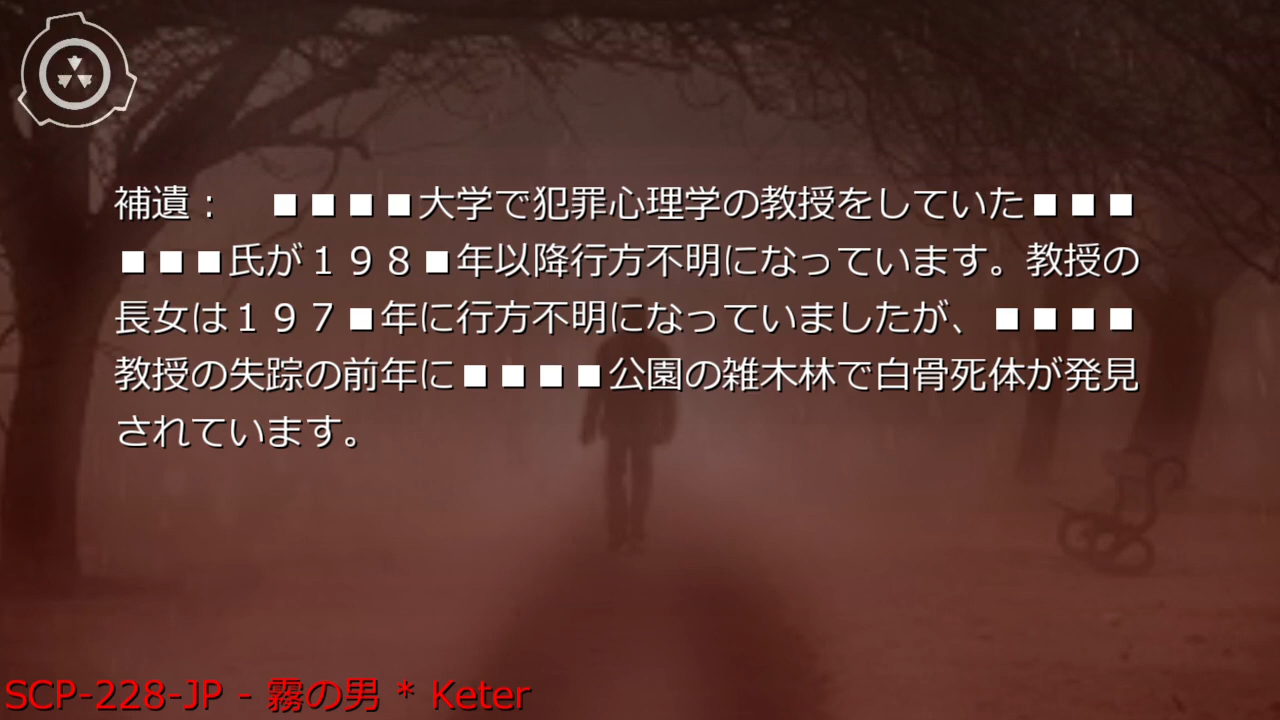 補遺：　■■■■大学で犯罪心理学の教授をしていた■■■
■■■氏が１９８■年以降行方不明になっています。教授の
長女は１９７■年に行方不明になっていましたが、■■■■
教授の失踪の前年に■■■■公園の雑木林で白骨死体が発見
されています。
SCP-228-JP - 霧の男 * Keter